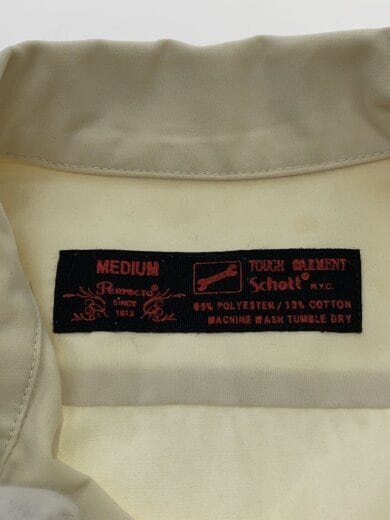 MEDIUM
Perfecto®
SINCE
1913
TOUGH GARMENT
Schott® N.Y.C.
65% POLYESTER / 35% COTTON
MACHINE WASH TUMBLE DRY